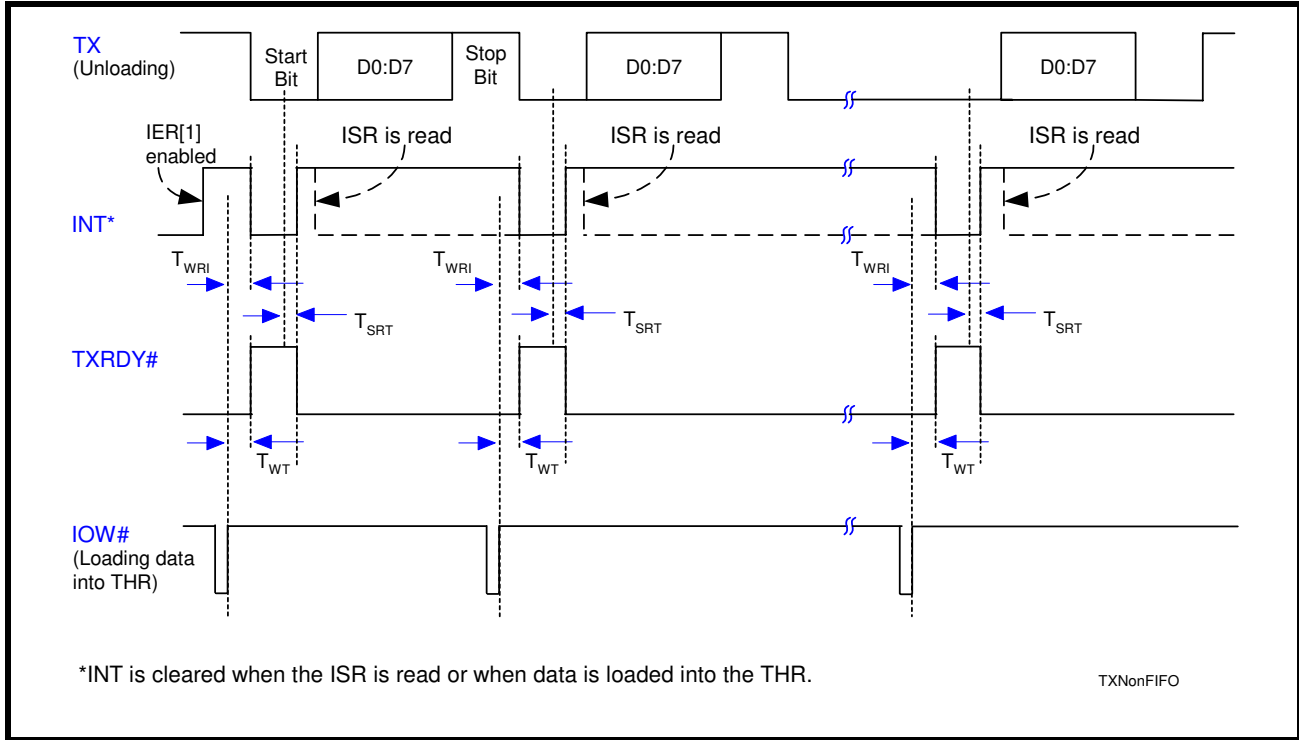 TX
(Unloading)
Start
Bit
D0:D7
Stop
Bit
D0:D7
D0:D7
IER[1]
enabled
ISR is read
ISR is read
ISR is read
INT*
TWRI
TWRI
TWRI
TSRT
TSRT
TSRT
TXRDY#
TWT
TWT
TWT
IOW#
(Loading data
into THR)
*INT is cleared when the ISR is read or when data is loaded into the THR.
TXNonFIFO